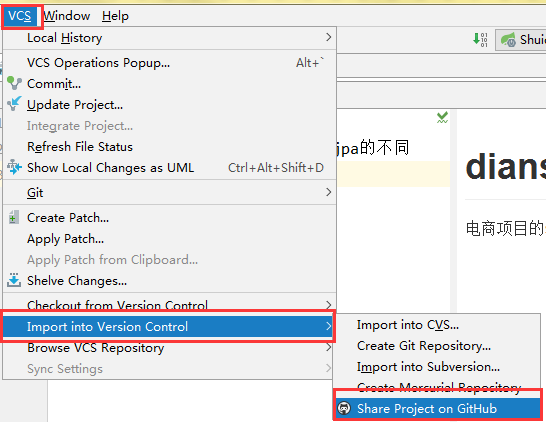 VCS Window Help
Local History
VCS Operations Popup... Alt+`
Commit...
Update Project...
Integrate Project...
Refresh File Status
Show Local Changes as UML Ctrl+Alt+Shift+D
Git
Create Patch...
Apply Patch...
Apply Patch from Clipboard...
Shelve Changes...
Checkout from Version Control
Import into Version Control
Browse VCS Repository
Sync Settings
Import into CVS...
Create Git Repository...
Import into Subversion...
Create Mercurial Repository
Share Project on GitHub
Shuic
jpa的不同
dians
电商项目的